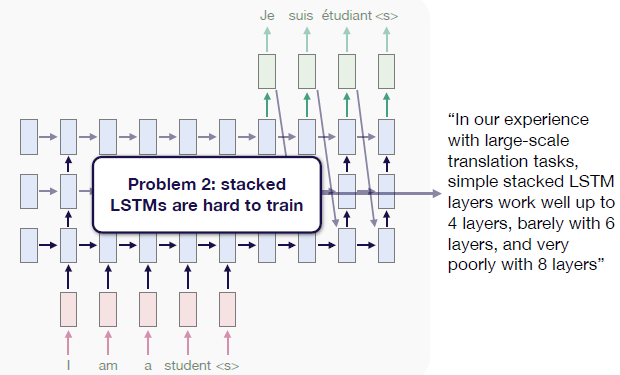 Je suis étudiant <s>
Problem 2: stacked
LSTMs are hard to train
“In our experience
with large-scale
translation tasks,
simple stacked LSTM
layers work well up to
4 layers, barely with 6
layers, and very
poorly with 8 layers”
I am a student <s>